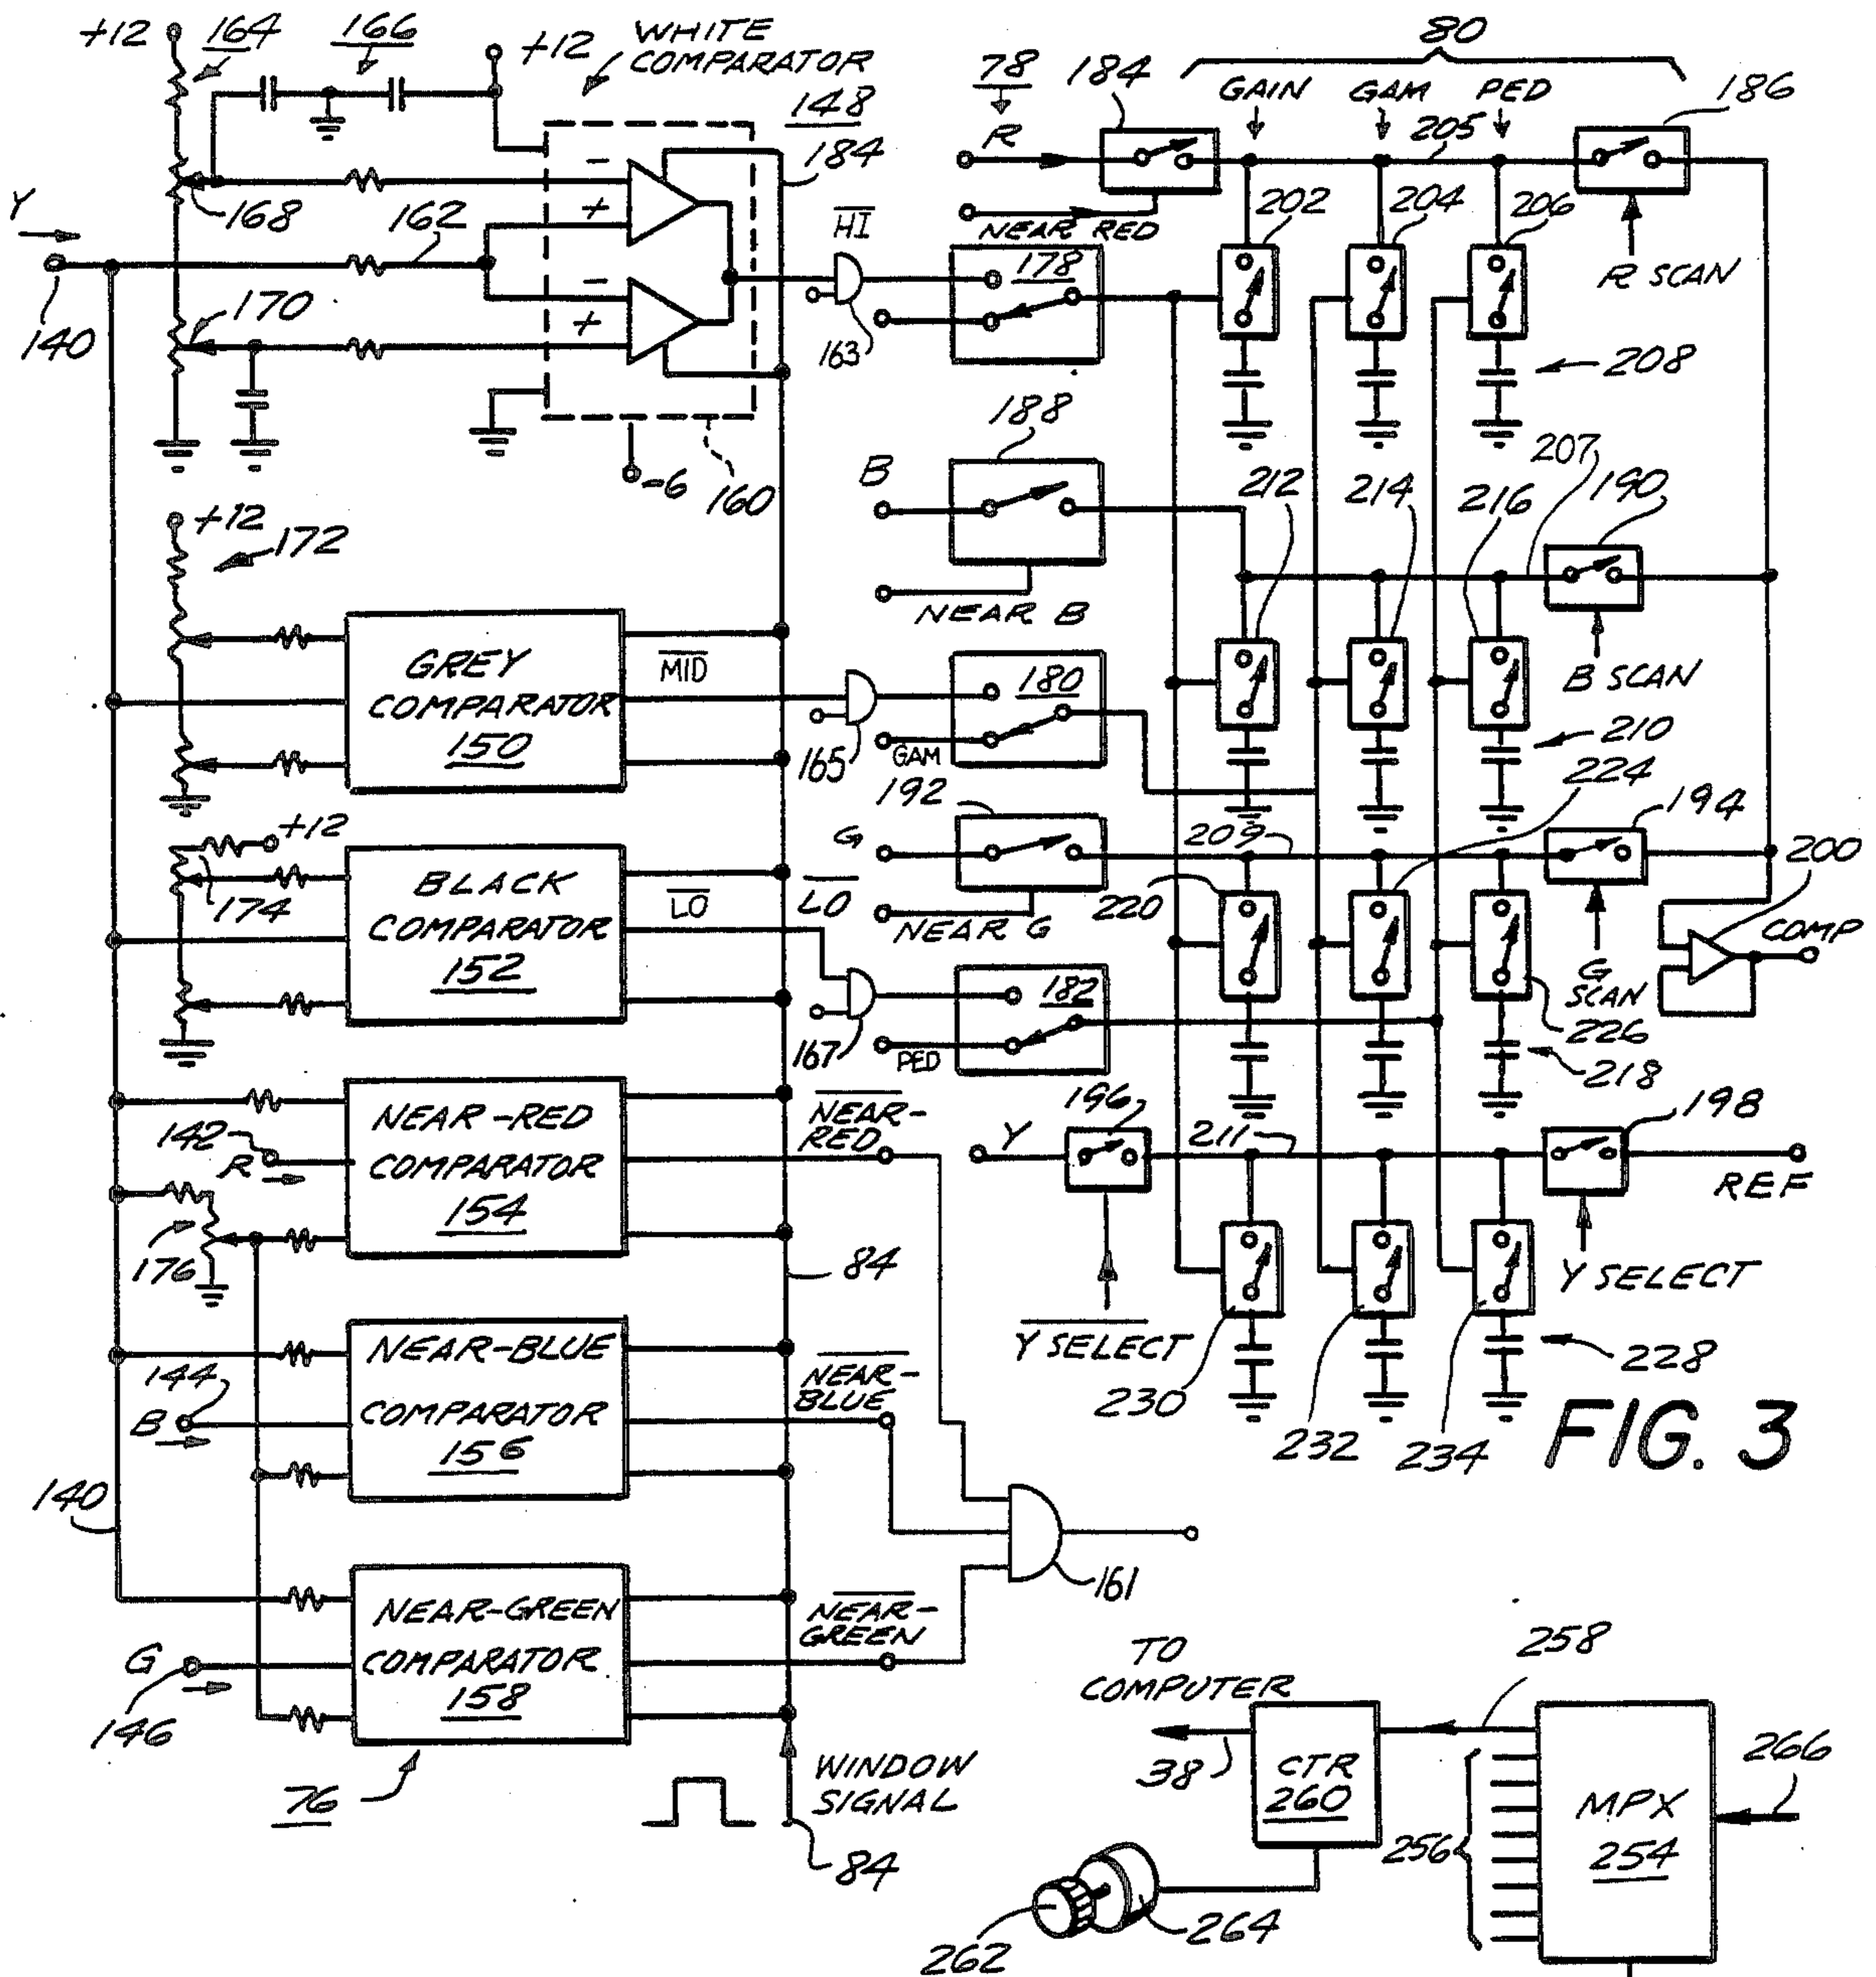 +12
164
166
+12
WHITE
COMPARATOR
148
184
78
184
80
GAIN
GAM
PED
186
R
205
NEAR RED
202
204
206
R SCAN
Y
168
162
-
+
-
+
HI
178
170
140
163
208
-6
160
188
B
207
190
212
214
216
NEAR B
B SCAN
+12
172
GREY
COMPARATOR
150
MID
180
165
GAM
210
224
192
194
+12
174
BLACK
COMPARATOR
152
LO
LO
G
209
200
220
NEAR G
COMP
G
SCAN
182
226
167
PED
218
142
R
NEAR-RED
COMPARATOR
154
NEAR-
RED
Y
196
211
198
REF
176
84
Y SELECT
Y SELECT
230
232
234
228
FIG. 3
144
B
NEAR-BLUE
COMPARATOR
156
NEAR-
BLUE
140
161
G
146
NEAR-GREEN
COMPARATOR
158
NEAR-
GREEN
TO
COMPUTER
258
38
CTR
260
MPX
254
266
256
76
WINDOW
SIGNAL
84
262
264